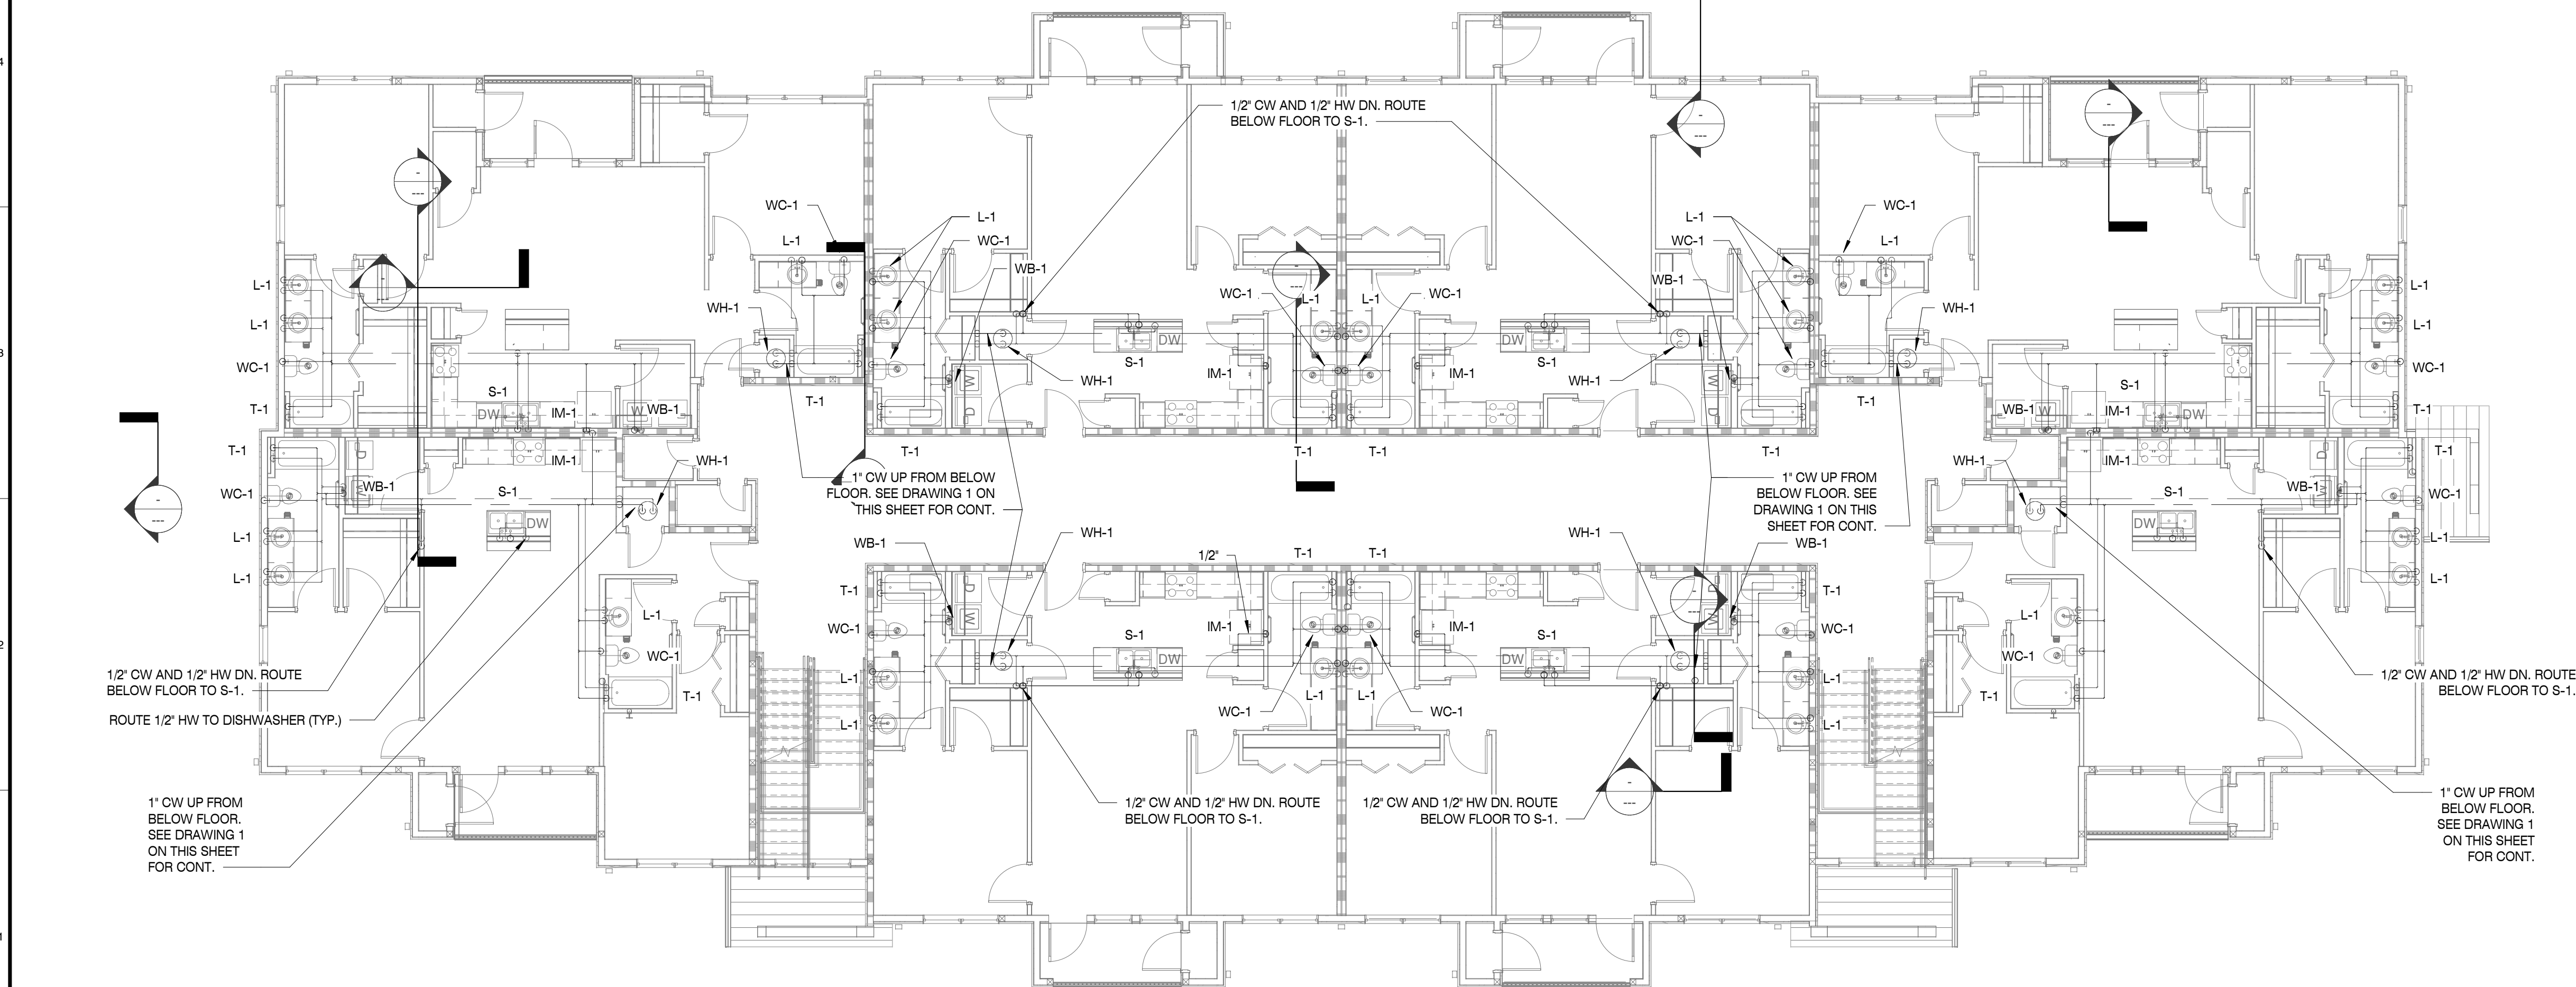 4
3
2
1
1/2" CW AND 1/2" HW DN. ROUTE
BELOW FLOOR TO S-1.
-
---
-
---
-
---
WC-1
L-1
L-1
WC-1
WB-1
WH-1
L-1
WC-1
WB-1
WC-1
L-1
WH-1
-
---
-
---
L-1
L-1
WC-1
T-1
S-1
DW
IM-1
W
WB-1
T-1
D
W
WH-1
S-1
DW
IM-1
T-1
WC-1
L-1
L-1
WC-1
T-1
T-1
T-1
IM-1
S-1
DW
WH-1
W
D
T-1
T-1
WB-1
W
S-1
IM-1
DW
L-1
L-1
WC-1
T-1
T-1
WC-1
L-1
L-1
D
W
WB-1
S-1
DW
IM-1
WH-1
-
---
1" CW UP FROM BELOW
FLOOR. SEE DRAWING 1 ON
THIS SHEET FOR CONT.
1" CW UP FROM
BELOW FLOOR. SEE
DRAWING 1 ON THIS
SHEET FOR CONT.
WH-1
IM-1
S-1
DW
D
W
WB-1
T-1
WC-1
L-1
L-1
L-1
WC-1
T-1
WB-1
WH-1
1/2"
T-1
T-1
WH-1
WB-1
T-1
WC-1
L-1
L-1
D
W
S-1
DW
IM-1
WC-1
L-1
L-1
WC-1
IM-1
S-1
DW
-
---
W
T-1
WC-1
L-1
L-1
L-1
WC-1
T-1
1/2" CW AND 1/2" HW DN. ROUTE
BELOW FLOOR TO S-1.
ROUTE 1/2" HW TO DISHWASHER (TYP.)
1/2" CW AND 1/2" HW DN. ROUTE
BELOW FLOOR TO S-1.
1" CW UP FROM
BELOW FLOOR.
SEE DRAWING 1
ON THIS SHEET
FOR CONT.
1/2" CW AND 1/2" HW DN. ROUTE
BELOW FLOOR TO S-1.
1/2" CW AND 1/2" HW DN. ROUTE
BELOW FLOOR TO S-1.
-
---
1" CW UP FROM
BELOW FLOOR.
SEE DRAWING 1
ON THIS SHEET
FOR CONT.